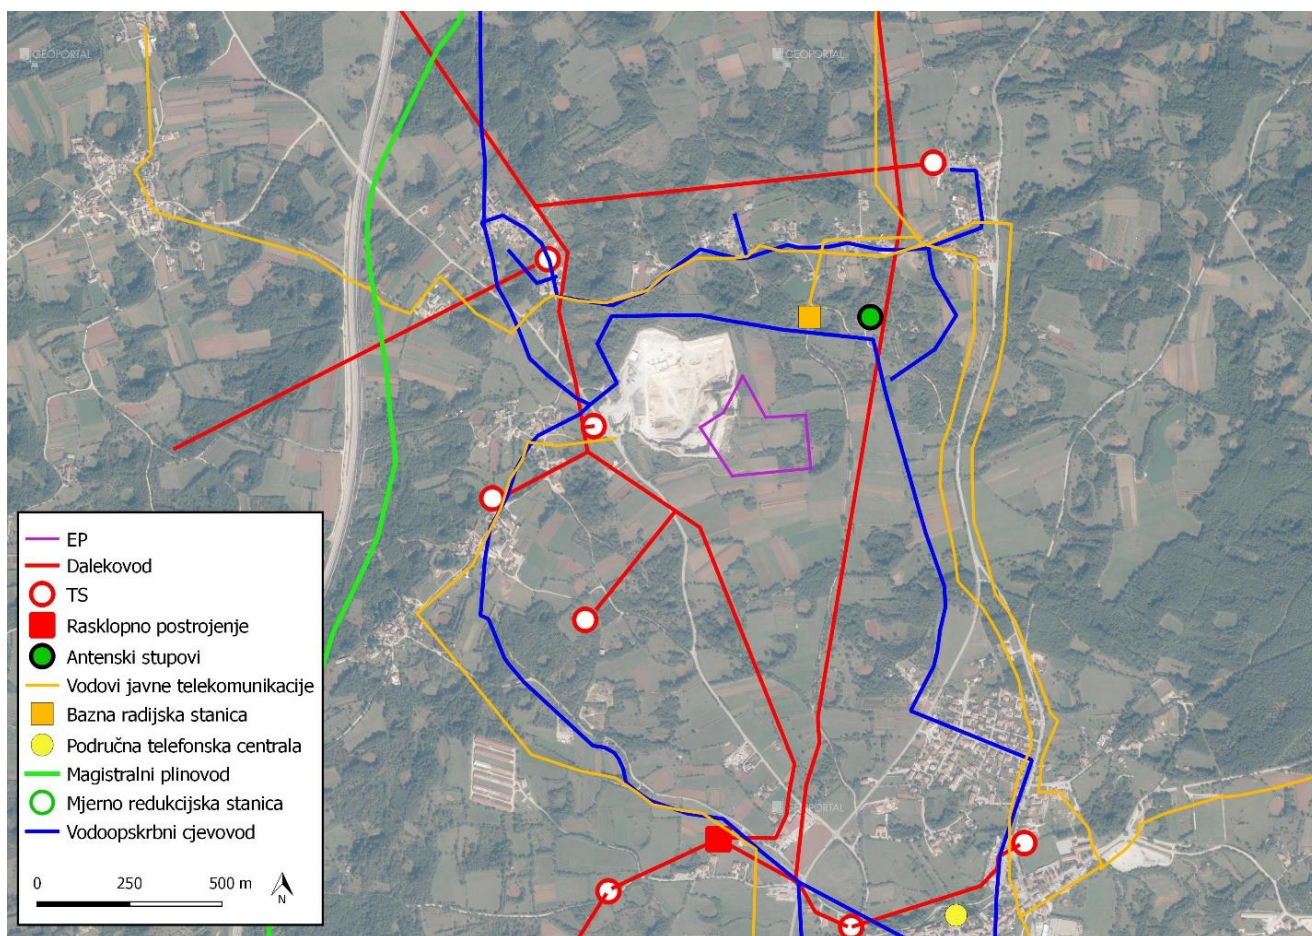 GEOPORTAL
GEOPORTAL
EP
Dalekovod
TS
Rasklopno postrojenje
Antenski stupovi
Vodovi javne telekomunikacije
Bazna radijska stanica
Područna telefonska centrala
Magistralni plinovod
Mjerno redukcijska stanica
Vodoopskrbni cjevovod
0 250 500 m
N
GEOPORTAL